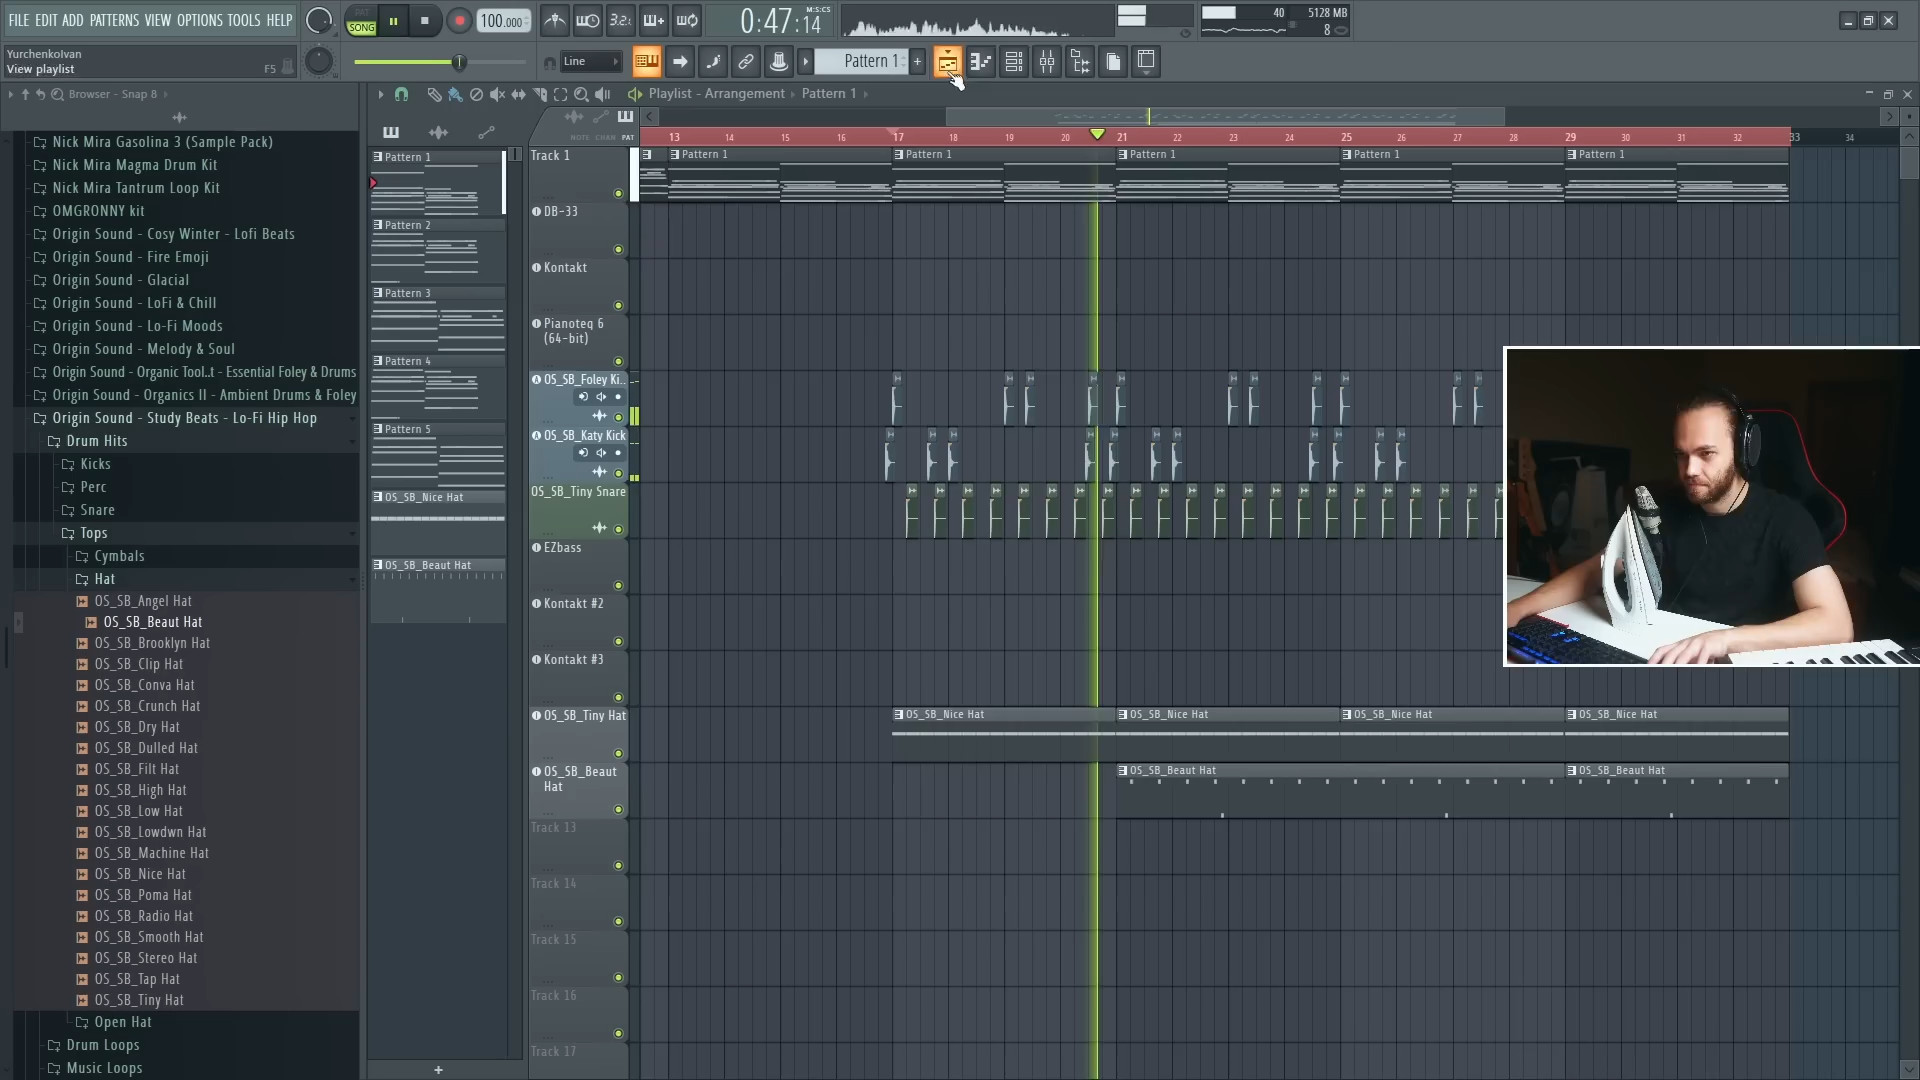 FILE EDIT ADD PATTERNS VIEW OPTIONS TOOLS HELP
PAT
SONG
100.000
3.2.
0:47:14
M:S:CS
40
5128 MB
8
YurchenkoIvan
View playlist
F5
Line
Pattern 1
Browser - Snap 8
Playlist - Arrangement
Pattern 1
Nick Mira Gasolina 3 (Sample Pack)
Nick Mira Magma Drum Kit
Nick Mira Tantrum Loop Kit
OMGRONNY kit
Origin Sound - Cosy Winter - Lofi Beats
Origin Sound - Fire Emoji
Origin Sound - Glacial
Origin Sound - LoFi & Chill
Origin Sound - Lo-Fi Moods
Origin Sound - Melody & Soul
Origin Sound - Organic Tool..t - Essential Foley & Drums
Origin Sound - Organics II - Ambient Drums & Foley
Origin Sound - Study Beats - Lo-Fi Hip Hop
Drum Hits
Kicks
Perc
Snare
Tops
Cymbals
Hat
OS_SB_Angel Hat
OS_SB_Beaut Hat
OS_SB_Brooklyn Hat
OS_SB_Clip Hat
OS_SB_Conva Hat
OS_SB_Crunch Hat
OS_SB_Dry Hat
OS_SB_Dulled Hat
OS_SB_Filt Hat
OS_SB_High Hat
OS_SB_Low Hat
OS_SB_Lowdwn Hat
OS_SB_Machine Hat
OS_SB_Nice Hat
OS_SB_Poma Hat
OS_SB_Radio Hat
OS_SB_Smooth Hat
OS_SB_Stereo Hat
OS_SB_Tap Hat
OS_SB_Tiny Hat
Open Hat
Drum Loops
Music Loops
Pattern 1
Pattern 2
Pattern 3
Pattern 4
Pattern 5
OS_SB_Nice Hat
OS_SB_Beaut Hat
NOTE CHAN PAT
13 14 15 16 17 18 19 20 21 22 23 24 25 26 27 28 29 30 31 32 33 34
Track 1
Pattern 1 Pattern 1 Pattern 1 Pattern 1 Pattern 1
DB-33
Kontakt
Pianoteq 6
(64-bit)
OS_SB_Foley Ki..
OS_SB_Katy Kick
OS_SB_Tiny Snare
EZbass
Kontakt #2
Kontakt #3
OS_SB_Tiny Hat
OS_SB_Nice Hat OS_SB_Nice Hat OS_SB_Nice Hat OS_SB_Nice Hat
OS_SB_Beaut
Hat
OS_SB_Beaut Hat OS_SB_Beaut Hat
Track 13
Track 14
Track 15
Track 16
Track 17